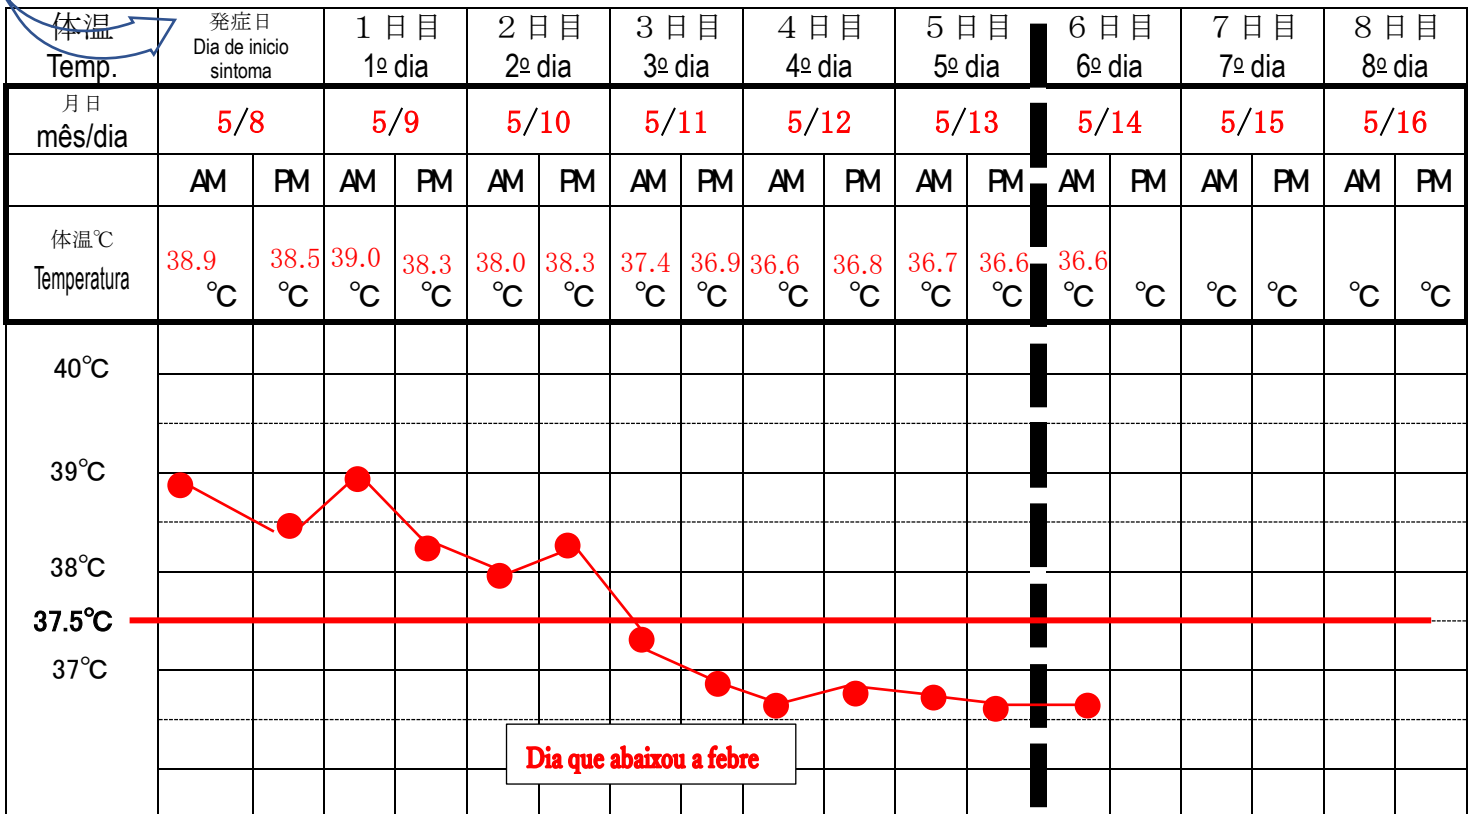 体温 発症日 １日目 ２日目 ３日目 ４日目 ５日目 ６日目 ７日目 ８日目
Temp. Dia de inicio sintoma 1º dia 2º dia 3º dia 4º dia 5º dia 6º dia 7º dia 8º dia
月日
mês/dia 5/8 5/9 5/10 5/11 5/12 5/13 5/14 5/15 5/16
AM PM AM PM AM PM AM PM AM PM AM PM AM PM AM PM AM PM
体温℃
Temperatura 38.9 38.5 39.0 38.3 38.0 38.3 37.4 36.9 36.6 36.8 36.7 36.6 36.6
℃ ℃ ℃ ℃ ℃ ℃ ℃ ℃ ℃ ℃ ℃ ℃ ℃ ℃ ℃ ℃ ℃ ℃
40℃
39℃
38℃
37.5℃
37℃
Dia que abaixou a febre